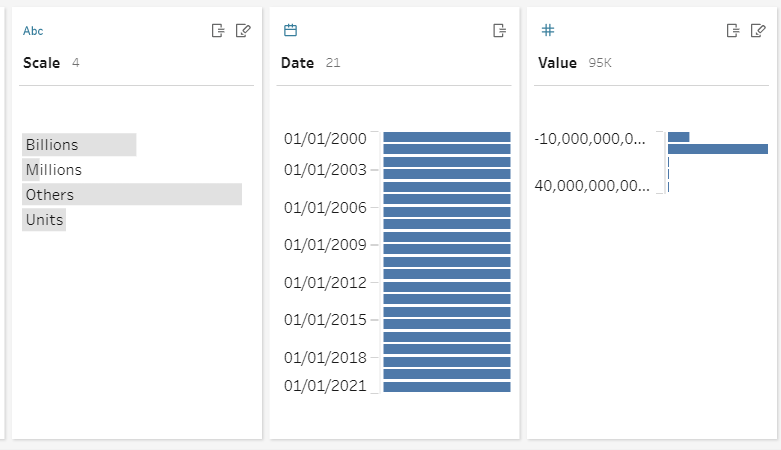 Abc
Scale 4
Billions
Millions
Others
Units
Date 21
01/01/2000
01/01/2003
01/01/2006
01/01/2009
01/01/2012
01/01/2015
01/01/2018
01/01/2021
#
Value 95K
-10,000,000,0...
40,000,000,00...